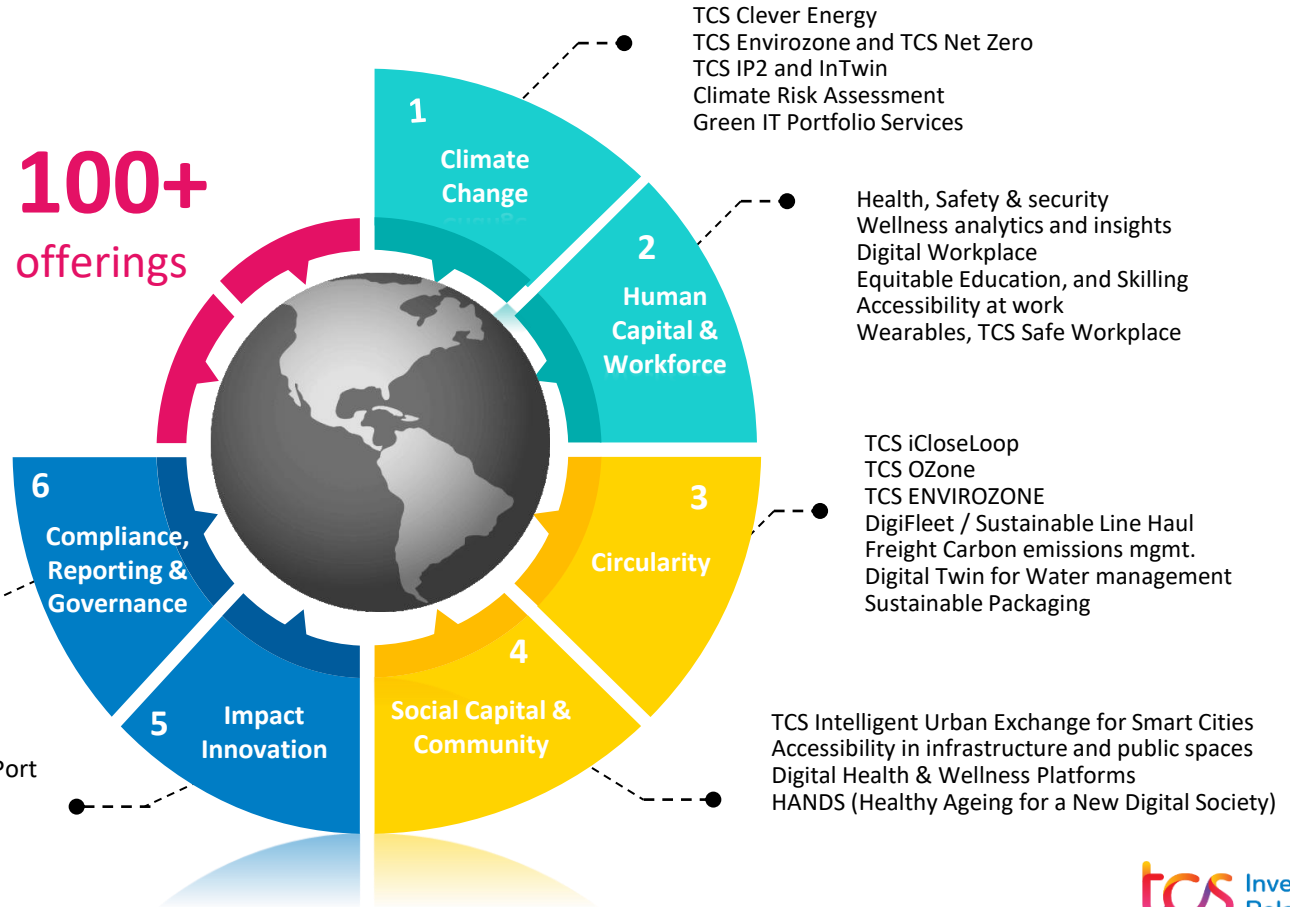 TCS Clever Energy
TCS Envirozone and TCS Net Zero
TCS IP2 and InTwin
Climate Risk Assessment
Green IT Portfolio Services
100+
offerings
1
Climate
Change
2
Human
Capital &
Workforce
Health, Safety & security
Wellness analytics and insights
Digital Workplace
Equitable Education, and Skilling
Accessibility at work
Wearables, TCS Safe Workplace
3
Circularity
TCS iCloseLoop
TCS OZone
TCS ENVIROZONE
DigiFleet / Sustainable Line Haul
Freight Carbon emissions mgmt.
Digital Twin for Water management
Sustainable Packaging
6
Compliance,
Reporting &
Governance
5
Impact
Innovation
4
Social Capital &
Community
TCS Intelligent Urban Exchange for Smart Cities
Accessibility in infrastructure and public spaces
Digital Health & Wellness Platforms
HANDS (Healthy Ageing for a New Digital Society)
Port
tcs